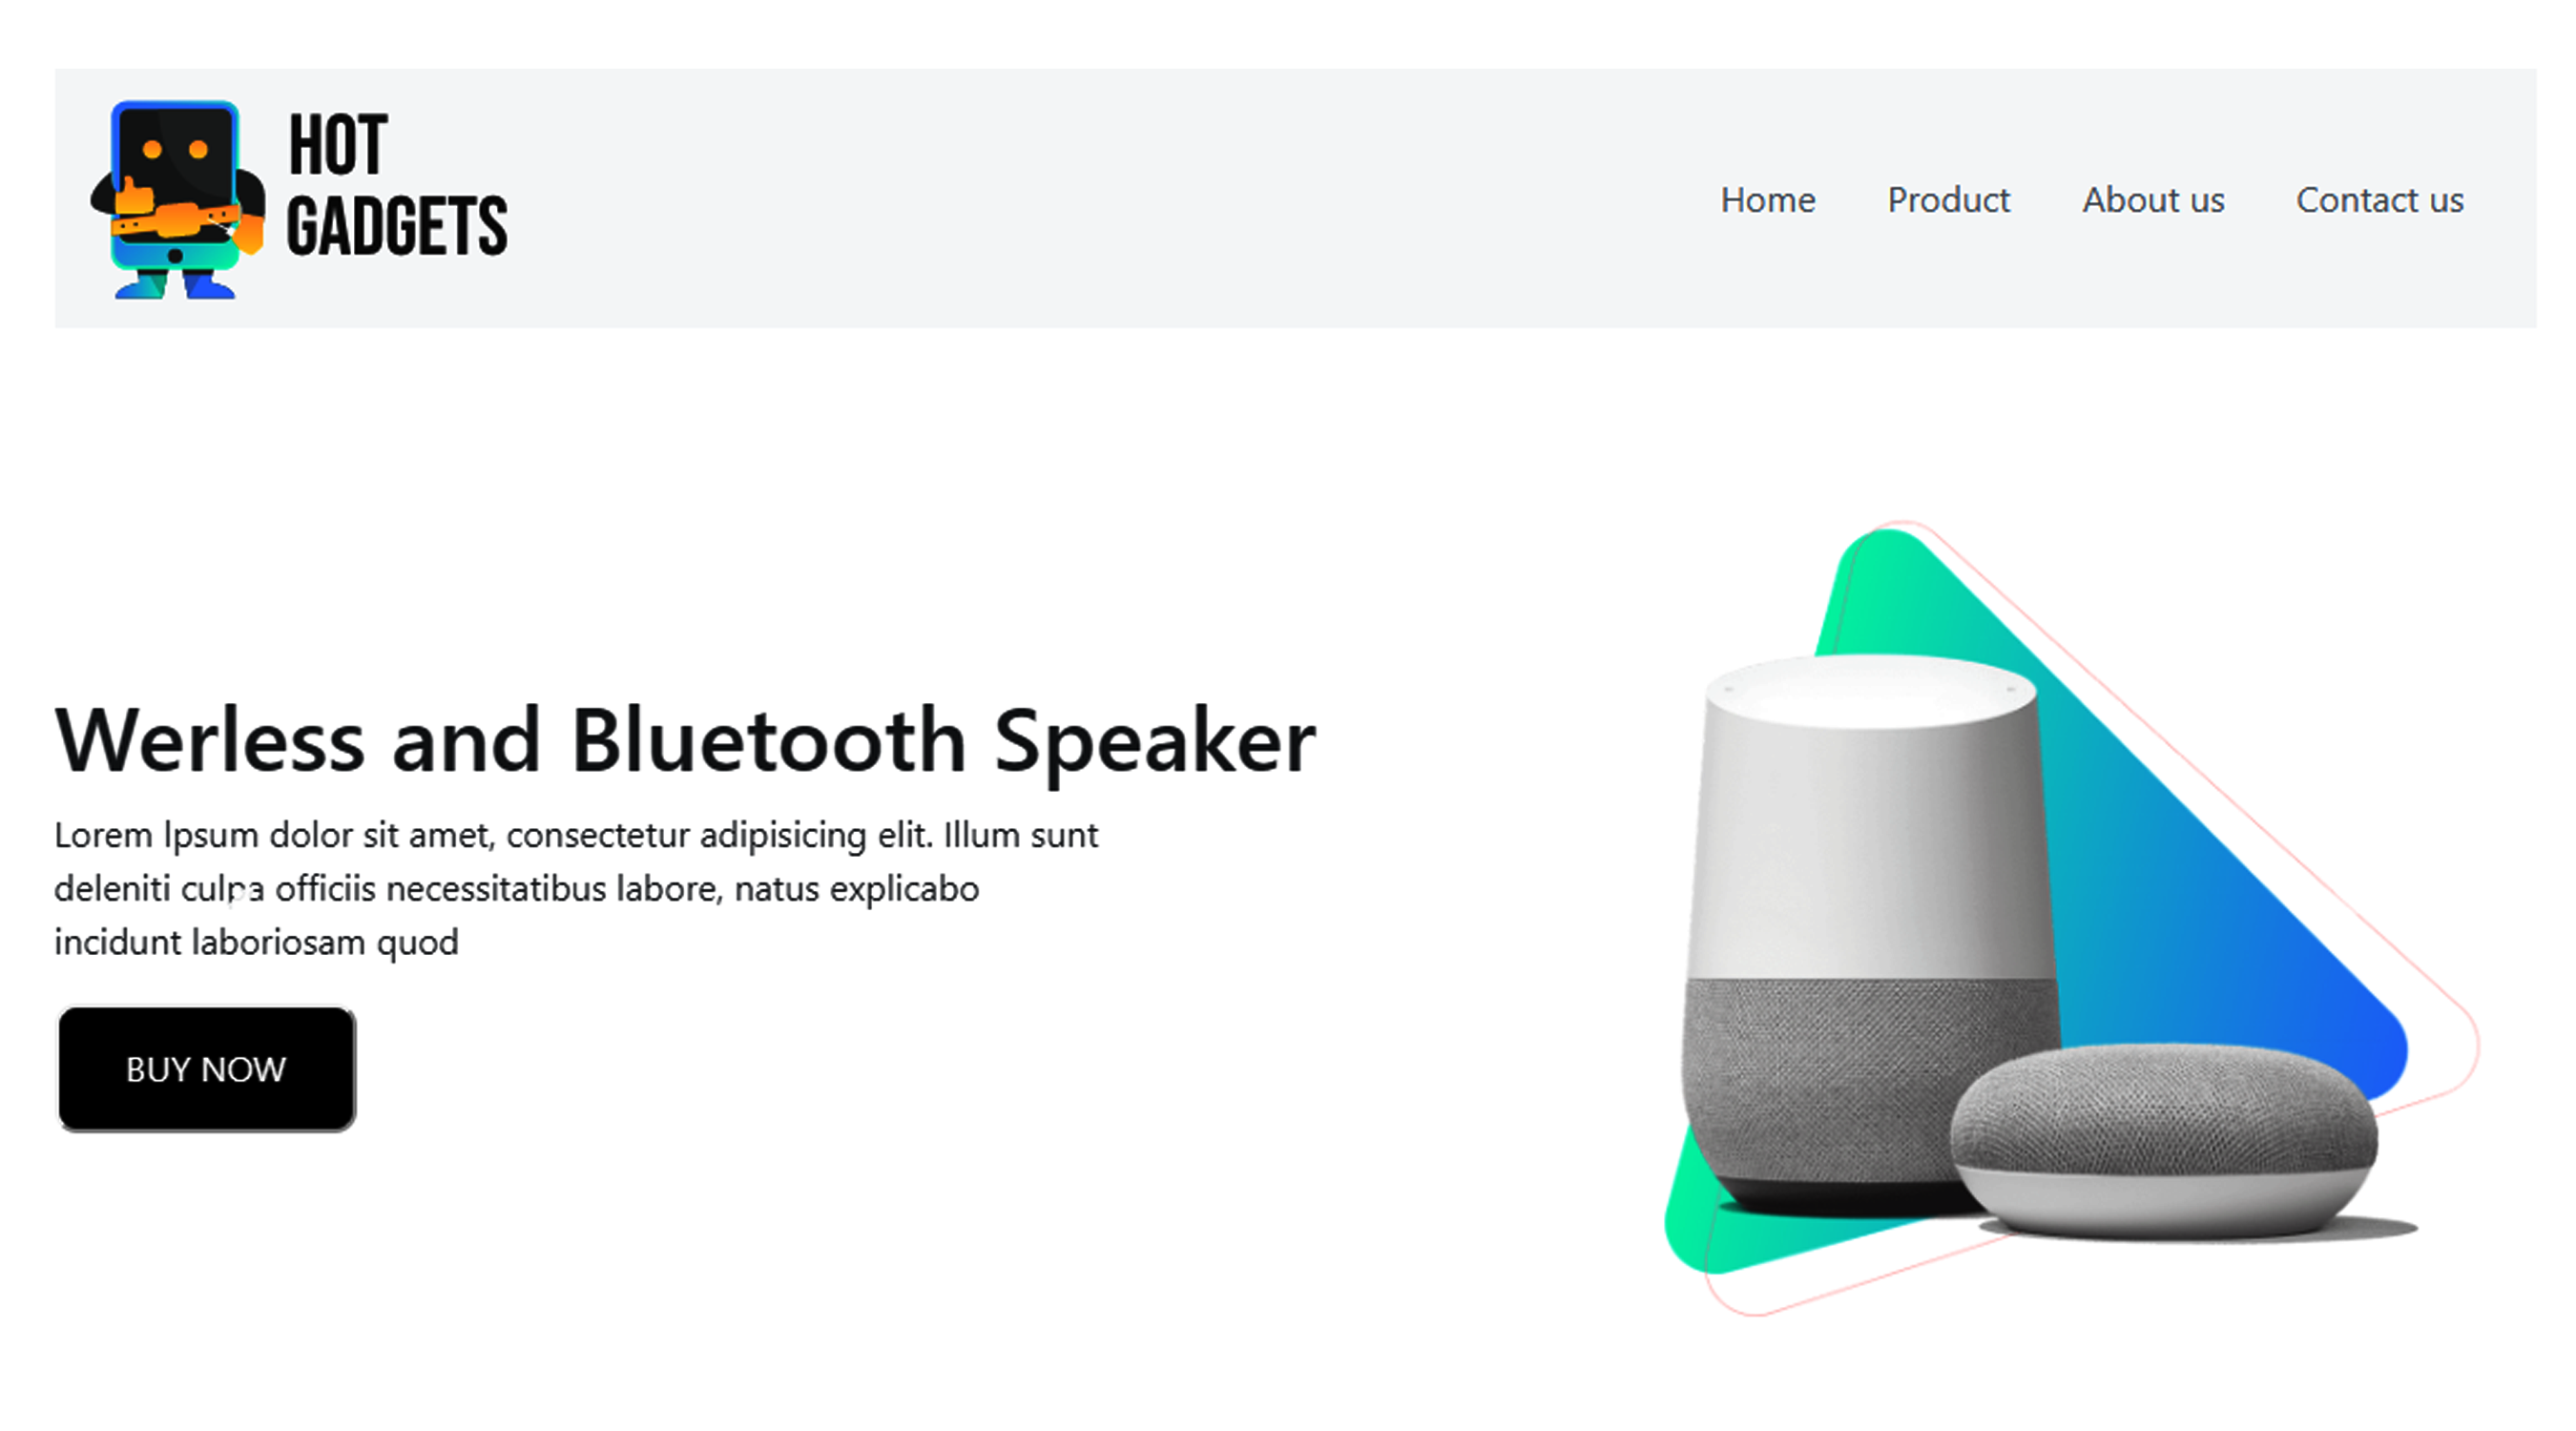 HOT
GADGETS
Home Product About us Contact us
Werless and Bluetooth Speaker
Lorem lpsum dolor sit amet, consectetur adipisicing elit. Illum sunt
deleniti culpa officiis necessitatibus labore, natus explicabo
incidunt laboriosam quod
BUY NOW